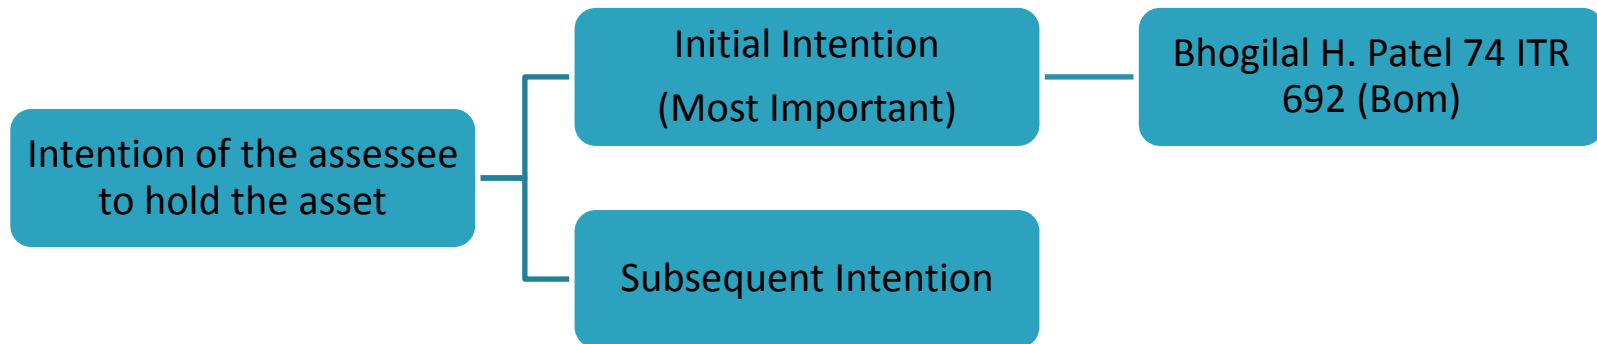 Intention of the assessee
to hold the asset
Initial Intention
(Most Important)
Bhogilal H. Patel 74 ITR
692 (Bom)
Subsequent Intention